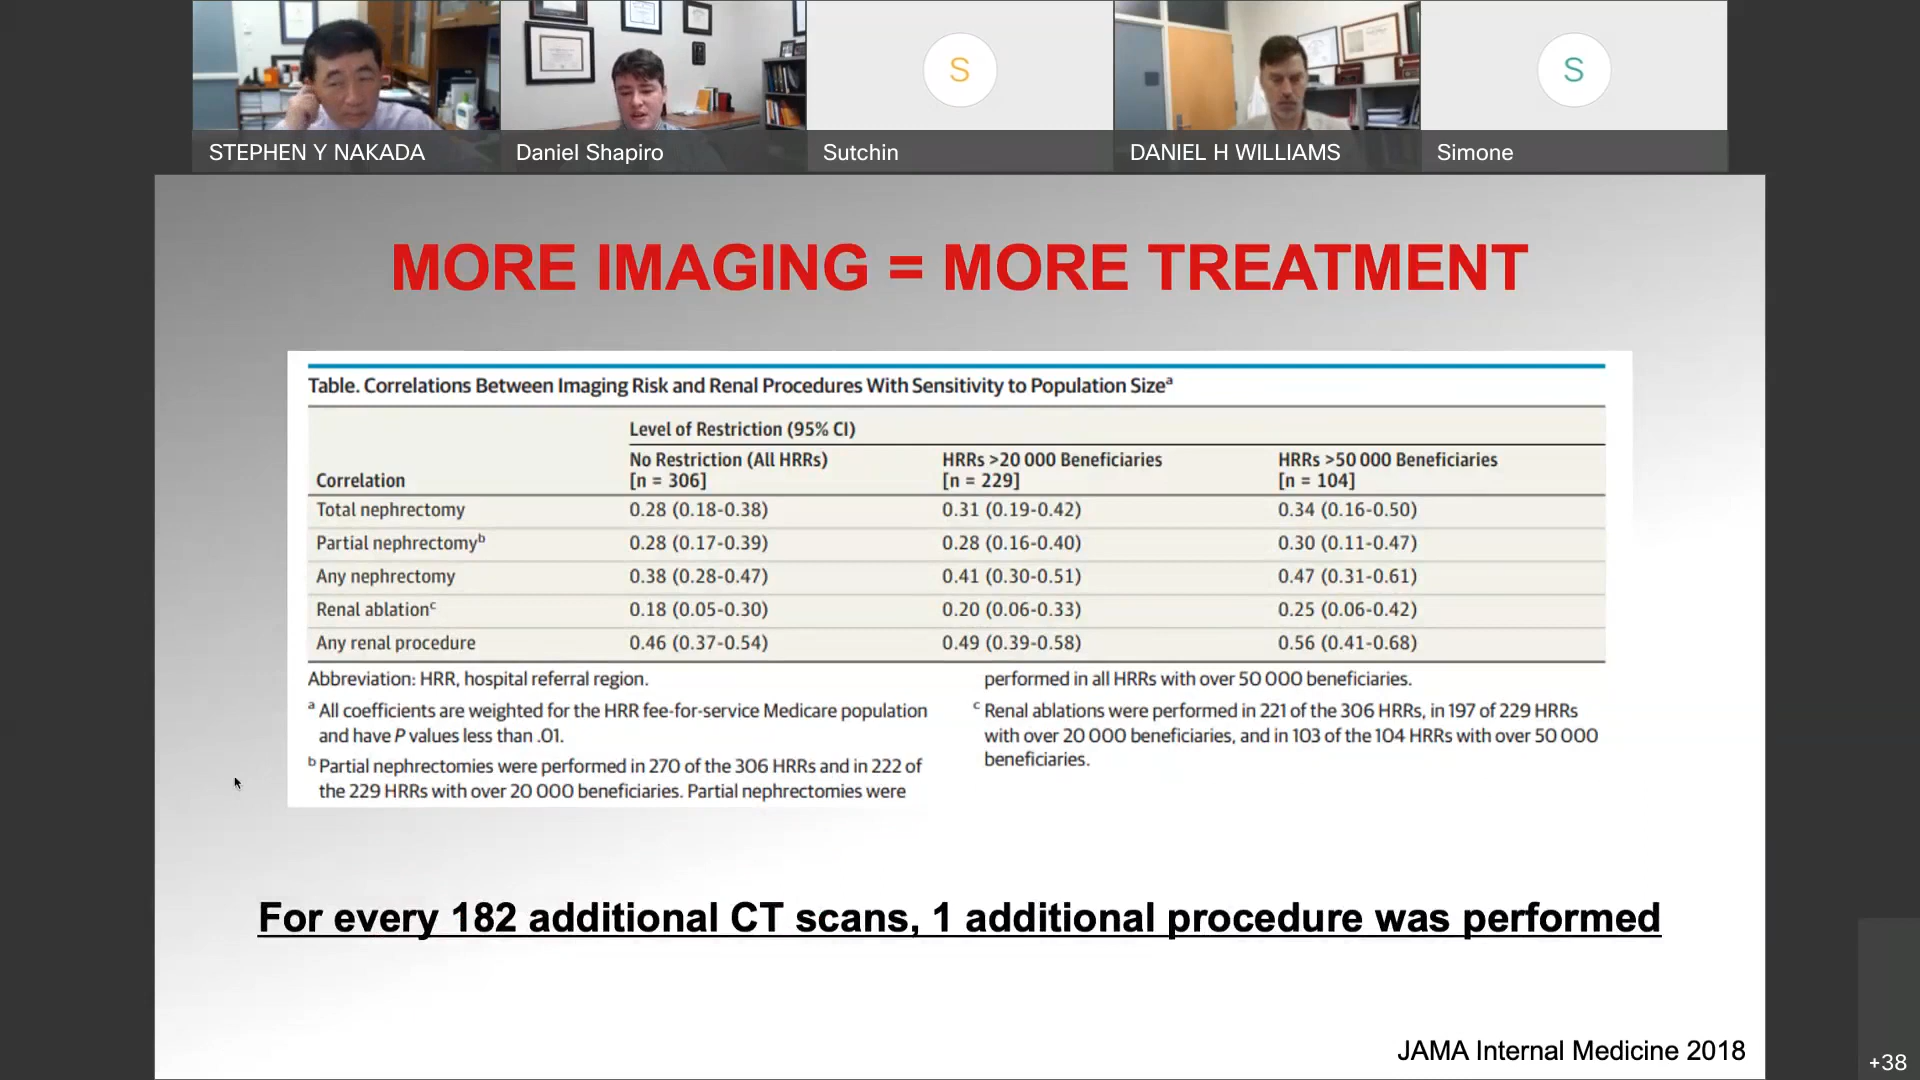 S
S
STEPHEN Y NAKADA
Daniel Shapiro
Sutchin
DANIEL H WILLIAMS
Simone
MORE IMAGING = MORE TREATMENT
Table. Correlations Between Imaging Risk and Renal Procedures With Sensitivity to Population Sizeᵃ
Level of Restriction (95% CI)
Correlation
No Restriction (All HRRs)
[n = 306]
HRRs >20 000 Beneficiaries
[n = 229]
HRRs >50 000 Beneficiaries
[n = 104]
Total nephrectomy 0.28 (0.18-0.38) 0.31 (0.19-0.42) 0.34 (0.16-0.50)
Partial nephrectomyᵇ 0.28 (0.17-0.39) 0.28 (0.16-0.40) 0.30 (0.11-0.47)
Any nephrectomy 0.38 (0.28-0.47) 0.41 (0.30-0.51) 0.47 (0.31-0.61)
Renal ablationᶜ 0.18 (0.05-0.30) 0.20 (0.06-0.33) 0.25 (0.06-0.42)
Any renal procedure 0.46 (0.37-0.54) 0.49 (0.39-0.58) 0.56 (0.41-0.68)
Abbreviation: HRR, hospital referral region.
ᵃ All coefficients are weighted for the HRR fee-for-service Medicare population
and have P values less than .01.
ᵇ Partial nephrectomies were performed in 270 of the 306 HRRs and in 222 of
the 229 HRRs with over 20 000 beneficiaries. Partial nephrectomies were
performed in all HRRs with over 50 000 beneficiaries.
ᶜ Renal ablations were performed in 221 of the 306 HRRs, in 197 of 229 HRRs
with over 20 000 beneficiaries, and in 103 of the 104 HRRs with over 50 000
beneficiaries.
For every 182 additional CT scans, 1 additional procedure was performed
JAMA Internal Medicine 2018
+38